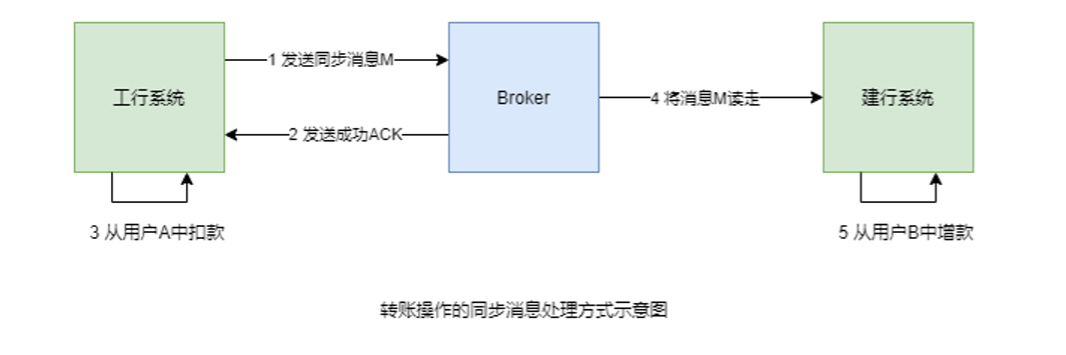 1 发送同步消息M
工行系统
Broker
4 将消息M读走
建行系统
2 发送成功ACK
3 从用户A中扣款
5 从用户B中增款
转账操作的同步消息处理方式示意图